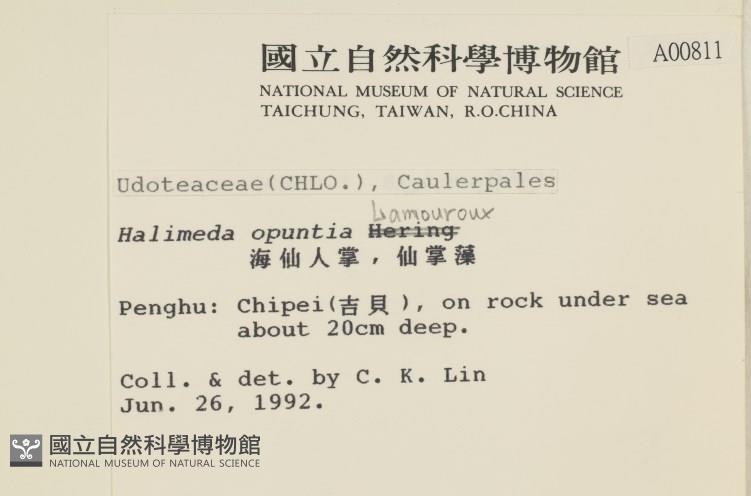 國立自然科學博物館 A00811
NATIONAL MUSEUM OF NATURAL SCIENCE
TAICHUNG, TAIWAN, R.O.CHINA
Udoteaceae(CHLO.), Caulerpales
Lamouroux
Halimeda opuntia Hering
海仙人掌，仙掌藻
Penghu: Chipei(吉貝), on rock under sea
about 20cm deep.
Coll. & det. by C. K. Lin
Jun. 26, 1992.
國立自然科學博物館
NATIONAL MUSEUM OF NATURAL SCIENCE